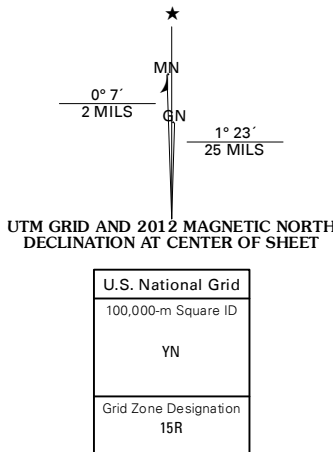 ★
MN
0° 7´
2 MILS
GN
1° 23´
25 MILS
UTM GRID AND 2012 MAGNETIC NORTH
DECLINATION AT CENTER OF SHEET
U.S. National Grid
100,000-m Square ID
YN
Grid Zone Designation
15R